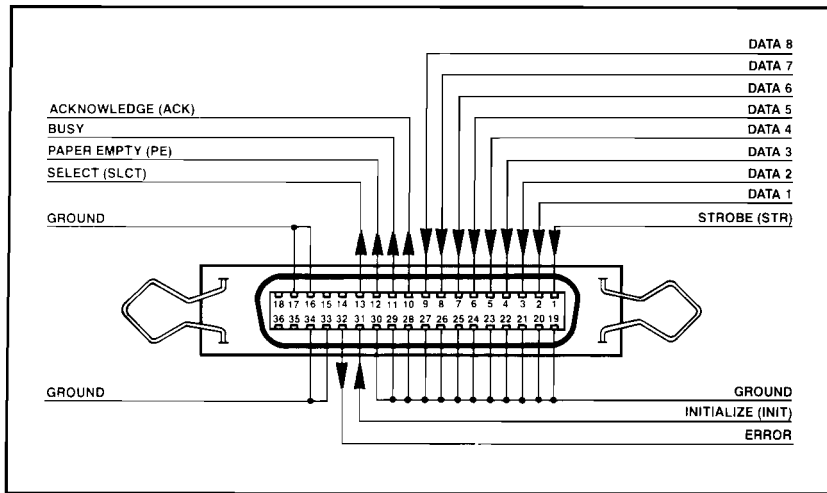 DATA 8
DATA 7
DATA 6
DATA 5
DATA 4
DATA 3
DATA 2
DATA 1
STROBE (STR)
ACKNOWLEDGE (ACK)
BUSY
PAPER EMPTY (PE)
SELECT (SLCT)
GROUND
18 17 16 15 14 13 12 11 10 9 8 7 6 5 4 3 2 1
36 35 34 33 32 31 30 29 28 27 26 25 24 23 22 21 20 19
GROUND
GROUND
INITIALIZE (INIT)
ERROR